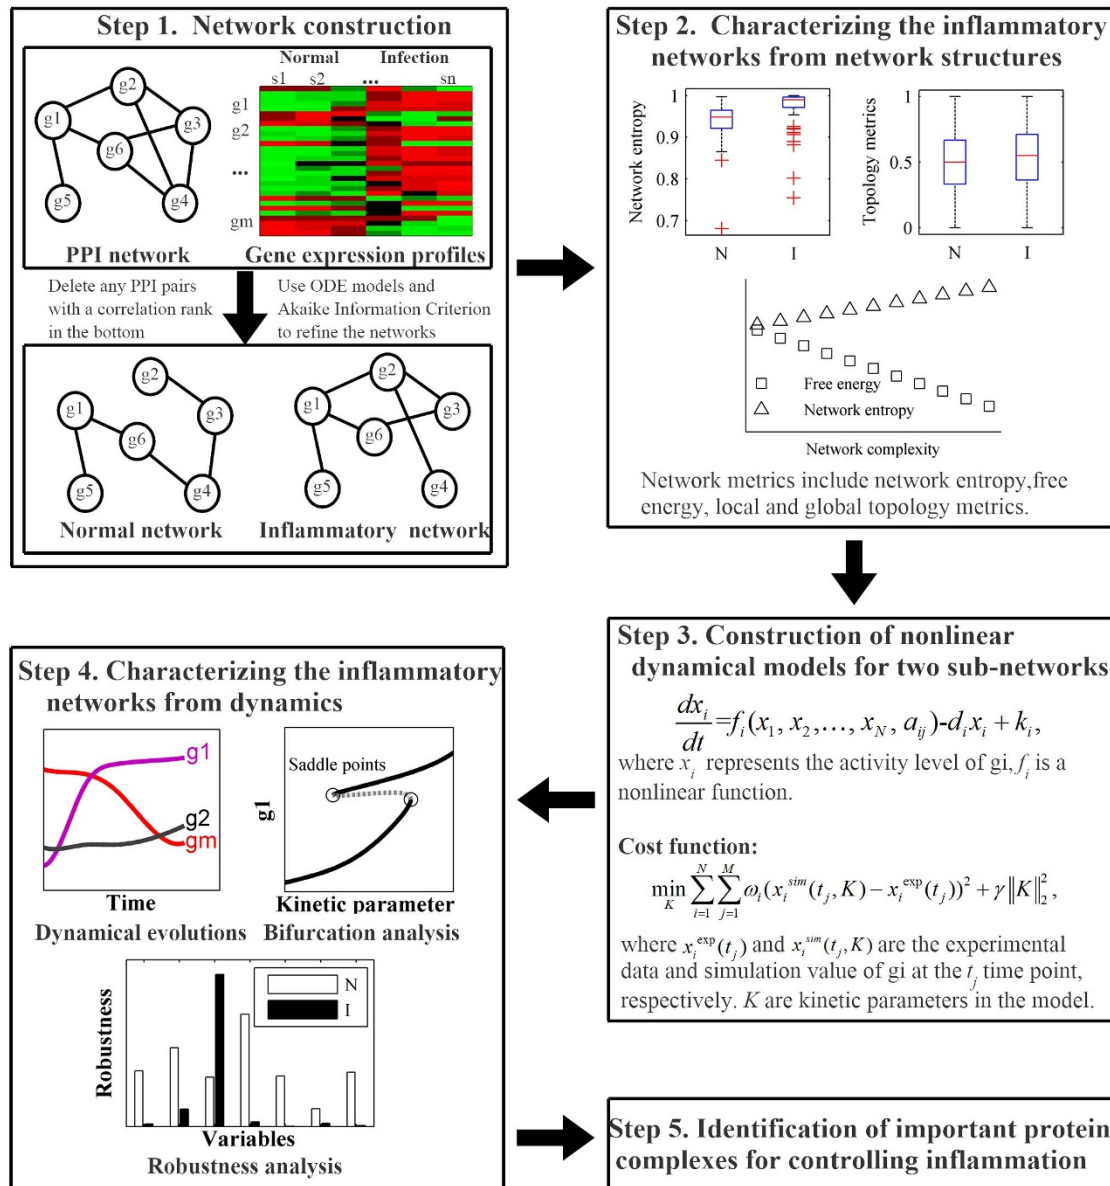 Step 1. Network construction
Normal Infection
s1 s2 ... sn
g2
g1
g3
g6
g5
g4
g1
g2
...
gm
PPI network
Gene expression profiles
Delete any PPI pairs
with a correlation rank
in the bottom
Use ODE models and
Akaike Information Criterion
to refine the networks
g2
g1
g3
g6
g5
g4
Normal network
g2
g1
g3
g6
g5
g4
Inflammatory network
Step 2. Characterizing the inflammatory
networks from network structures
Network entropy
1
0.9
0.8
0.7
N I
Topology metrics
1
0.5
0
N I
Free energy
Network entropy
Network complexity
Network metrics include network entropy,free
energy, local and global topology metrics.
Step 3. Construction of nonlinear
dynamical models for two sub-networks
dx_i/dt=f_i(x_1, x_2,..., x_N, a_ij)-d_i x_i + k_i,
where x_i represents the activity level of gi, f_i is a
nonlinear function.
Cost function:
min_K ∑_{i=1}^{N} ∑_{j=1}^{M} ω_i(x_i^{sim}(t_j, K) − x_i^{exp}(t_j))^2 + γ‖K‖_2^2,
where x_i^{exp}(t_j) and x_i^{sim}(t_j, K) are the experimental
data and simulation value of gi at the t_j time point,
respectively. K are kinetic parameters in the model.
Step 4. Characterizing the inflammatory
networks from dynamics
g1
g2
gm
Time
Dynamical evolutions
Saddle points
g1
Kinetic parameter
Bifurcation analysis
N
I
Robustness
Variables
Robustness analysis
Step 5. Identification of important protein
complexes for controlling inflammation